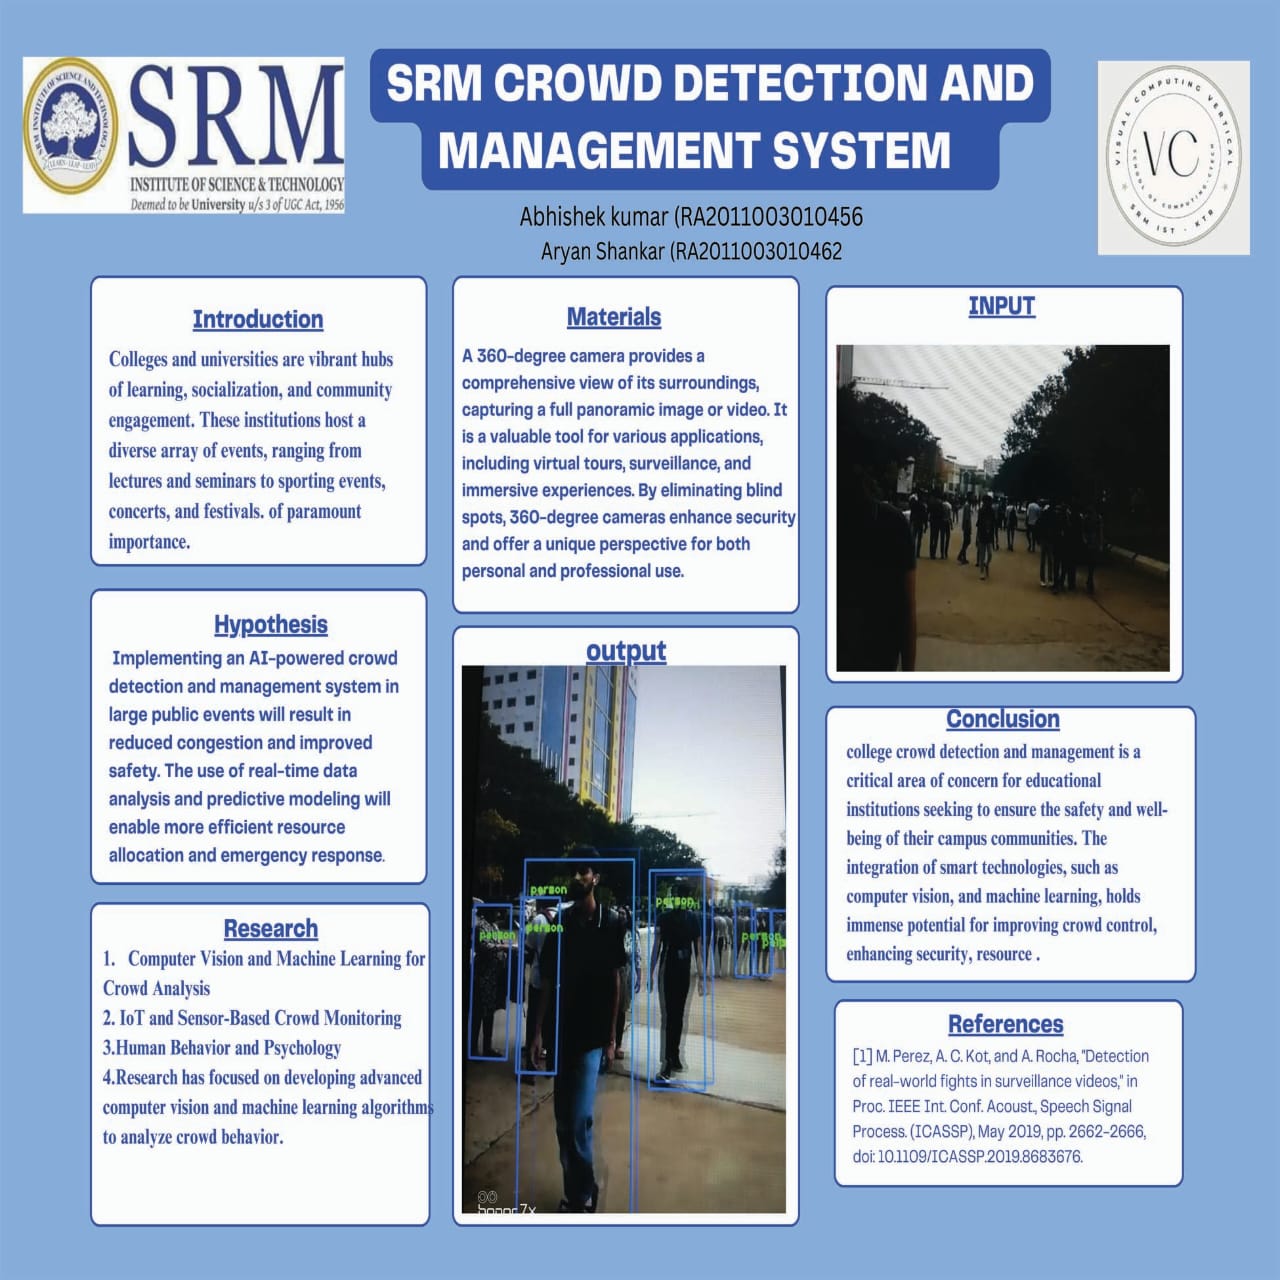 SRM
INSTITUTE OF SCIENCE & TECHNOLOGY
Deemed to be University u/s 3 of UGC Act, 1956
SRM INSTITUTE OF SCIENCE AND TECHNOLOGY
LEARN - LEAP - LEAD
SRM CROWD DETECTION AND
MANAGEMENT SYSTEM
Abhishek kumar (RA2011003010456
Aryan Shankar (RA2011003010462
VISUAL COMPUTING VERTICAL
SCHOOL OF COMPUTING
VC
SRM IST · KTR
Introduction
Colleges and universities are vibrant hubs
of learning, socialization, and community
engagement. These institutions host a
diverse array of events, ranging from
lectures and seminars to sporting events,
concerts, and festivals. of paramount
importance.
Hypothesis
Implementing an AI-powered crowd
detection and management system in
large public events will result in
reduced congestion and improved
safety. The use of real-time data
analysis and predictive modeling will
enable more efficient resource
allocation and emergency response.
Research
1. Computer Vision and Machine Learning for
Crowd Analysis
2. IoT and Sensor-Based Crowd Monitoring
3.Human Behavior and Psychology
4.Research has focused on developing advanced
computer vision and machine learning algorithms
to analyze crowd behavior.
Materials
A 360-degree camera provides a
comprehensive view of its surroundings,
capturing a full panoramic image or video. It
is a valuable tool for various applications,
including virtual tours, surveillance, and
immersive experiences. By eliminating blind
spots, 360-degree cameras enhance security
and offer a unique perspective for both
personal and professional use.
output
person
person
person
person
person
honor 7x
INPUT
Conclusion
college crowd detection and management is a
critical area of concern for educational
institutions seeking to ensure the safety and well-
being of their campus communities. The
integration of smart technologies, such as
computer vision, and machine learning, holds
immense potential for improving crowd control,
enhancing security, resource .
References
[1] M. Perez, A. C. Kot, and A. Rocha, "Detection
of real-world fights in surveillance videos," in
Proc. IEEE Int. Conf. Acoust., Speech Signal
Process. (ICASSP), May 2019, pp. 2662–2666,
doi: 10.1109/ICASSP.2019.8683676.